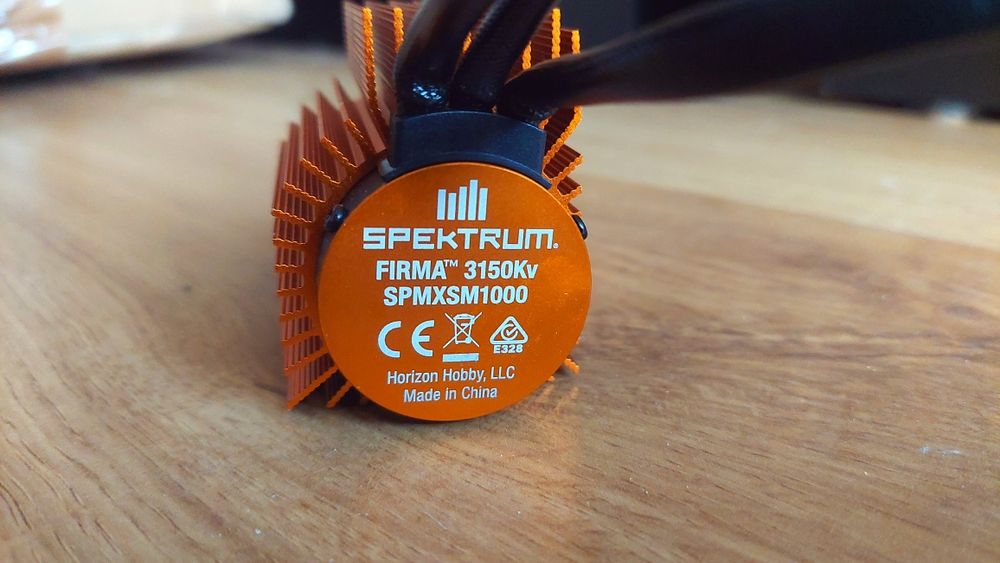 SPEKTRUM®
FIRMA™ 3150Kv
SPMXSM1000
CE E328
Horizon Hobby, LLC
Made in China